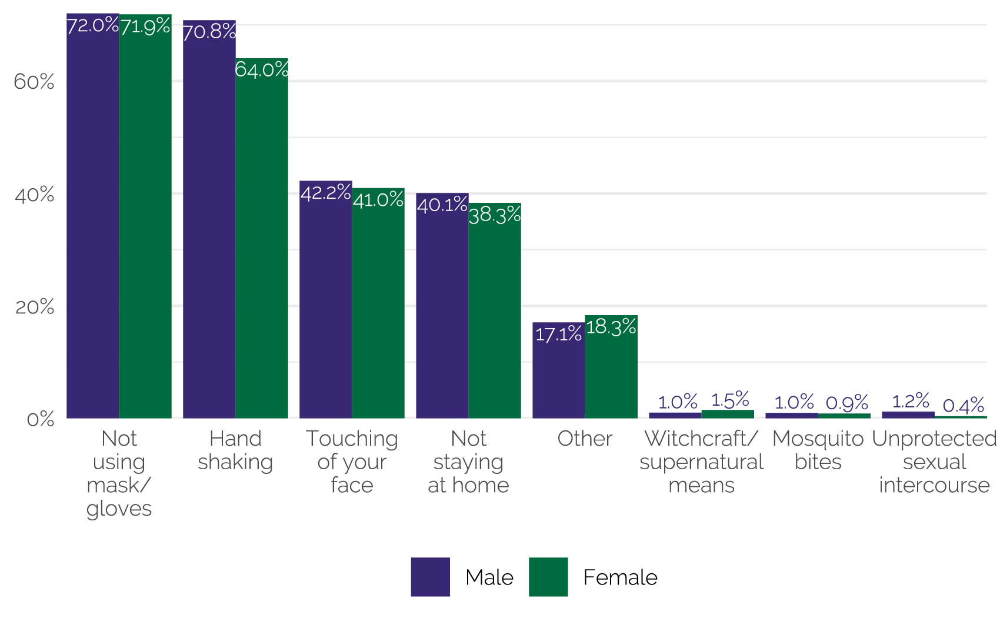 72.0% 71.9% 70.8%
64.0%
60%
42.2% 41.0% 40.1% 38.3%
40%
20%
17.1% 18.3%
1.0% 1.5% 1.0% 0.9% 1.2% 0.4%
0%
Not
using
mask/
gloves
Hand
shaking
Touching
of your
face
Not
staying
at home
Other
Witchcraft/
supernatural
means
Mosquito
bites
Unprotected
sexual
intercourse
Male Female